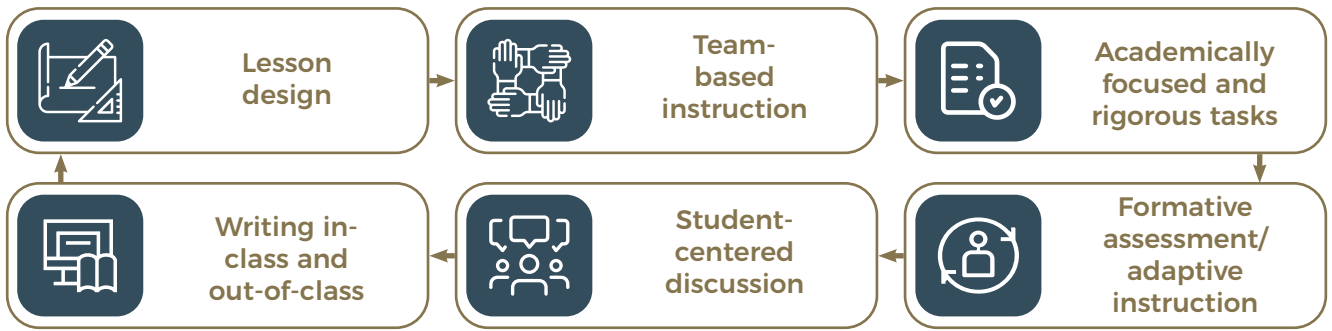 Lesson
design
Team-
based
instruction
Academically
focused and
rigorous tasks
Formative
assessment/
adaptive
instruction
Student-
centered
discussion
Writing in-
class and
out-of-class